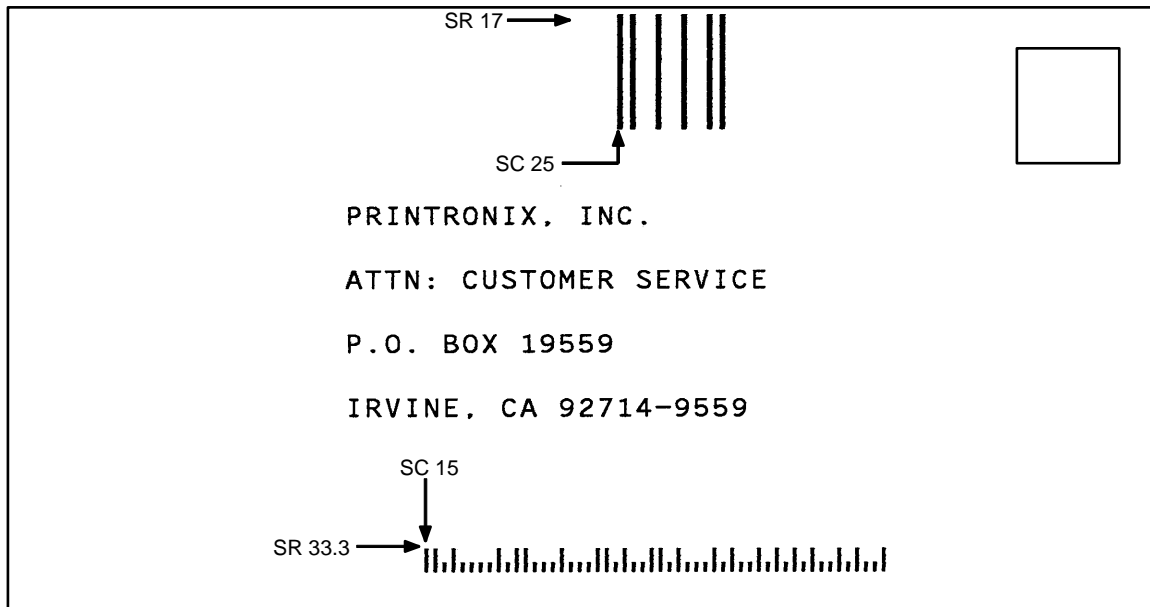 SR 17
SC 25
PRINTRONIX, INC.
ATTN: CUSTOMER SERVICE
P.O. BOX 19559
IRVINE, CA 92714-9559
SC 15
SR 33.3